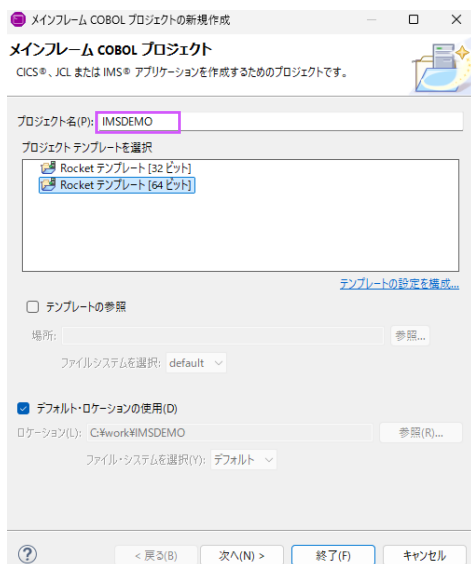 メインフレーム COBOL プロジェクトの新規作成
メインフレーム COBOL プロジェクト
CICS®、JCL または IMS® アプリケーションを作成するためのプロジェクトです。
プロジェクト名(P): IMSDEMO
プロジェクト テンプレートを選択
Rocket テンプレート [32 ビット]
Rocket テンプレート [64 ビット]
テンプレートの設定を構成...
テンプレートの参照
場所: 参照...
ファイルシステムを選択: default
デフォルト・ロケーションの使用(D)
ロケーション(L): C:¥work¥IMSDEMO 参照(R)...
ファイル・システムを選択(Y): デフォルト
< 戻る(B) 次へ(N) > 終了(F) キャンセル